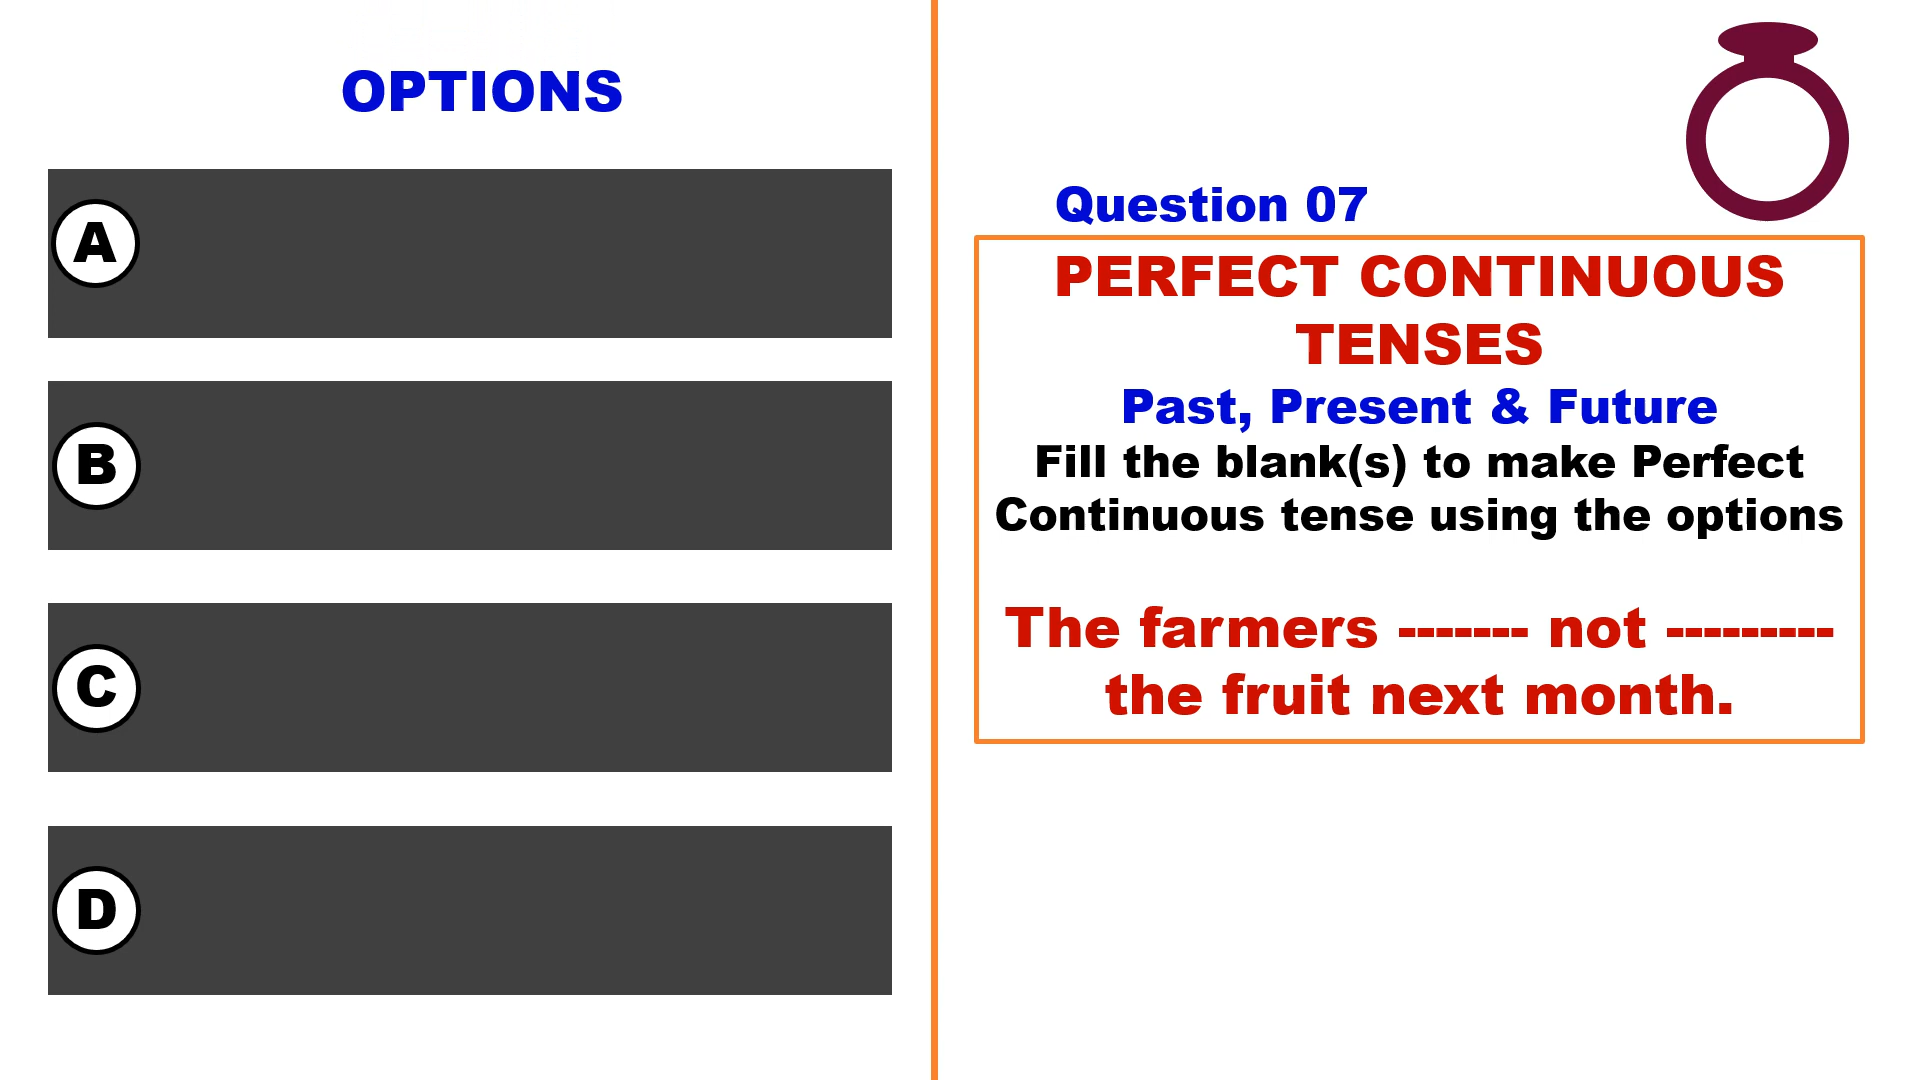 OPTIONS
A
B
C
D
Question 07
PERFECT CONTINUOUS
TENSES
Past, Present & Future
Fill the blank(s) to make Perfect
Continuous tense using the options
The farmers ------- not ---------
the fruit next month.